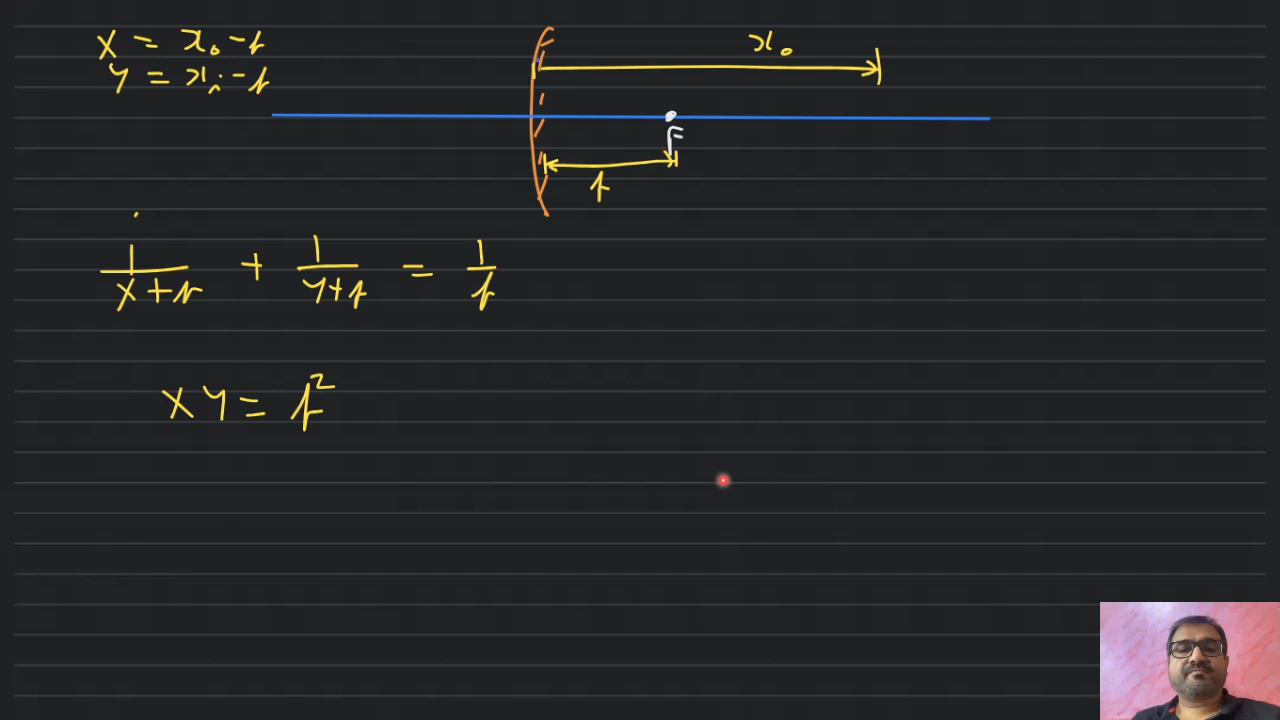 X = x₀ - f
Y = xᵢ - f
x₀
F
f
1/(X+f) + 1/(Y+f) = 1/f
XY = f²